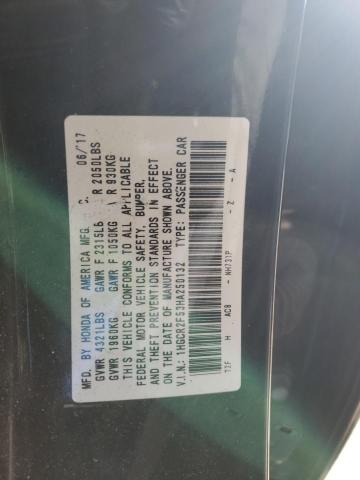 MFD. BY HONDA OF AMERICA MFG. C. 06/17
GVWR 4321LBS GAWR F 2315L6 R 2050LBS
GVWR 1960KG GAWR F 1050KG R 930KG
THIS VEHICLE CONFORMS TO ALL APPLICABLE
FEDERAL MOTOR VEHICLE SAFETY, BUMPER,
AND THEFT PREVENTION STANDARDS IN EFFECT
ON THE DATE OF MANUFACTURE SHOWN ABOVE.
V.I.N.: 1HGCR2F53HA250132 TYPE: PASSENGER CAR
T2F H AC8 NH731P - Z - A